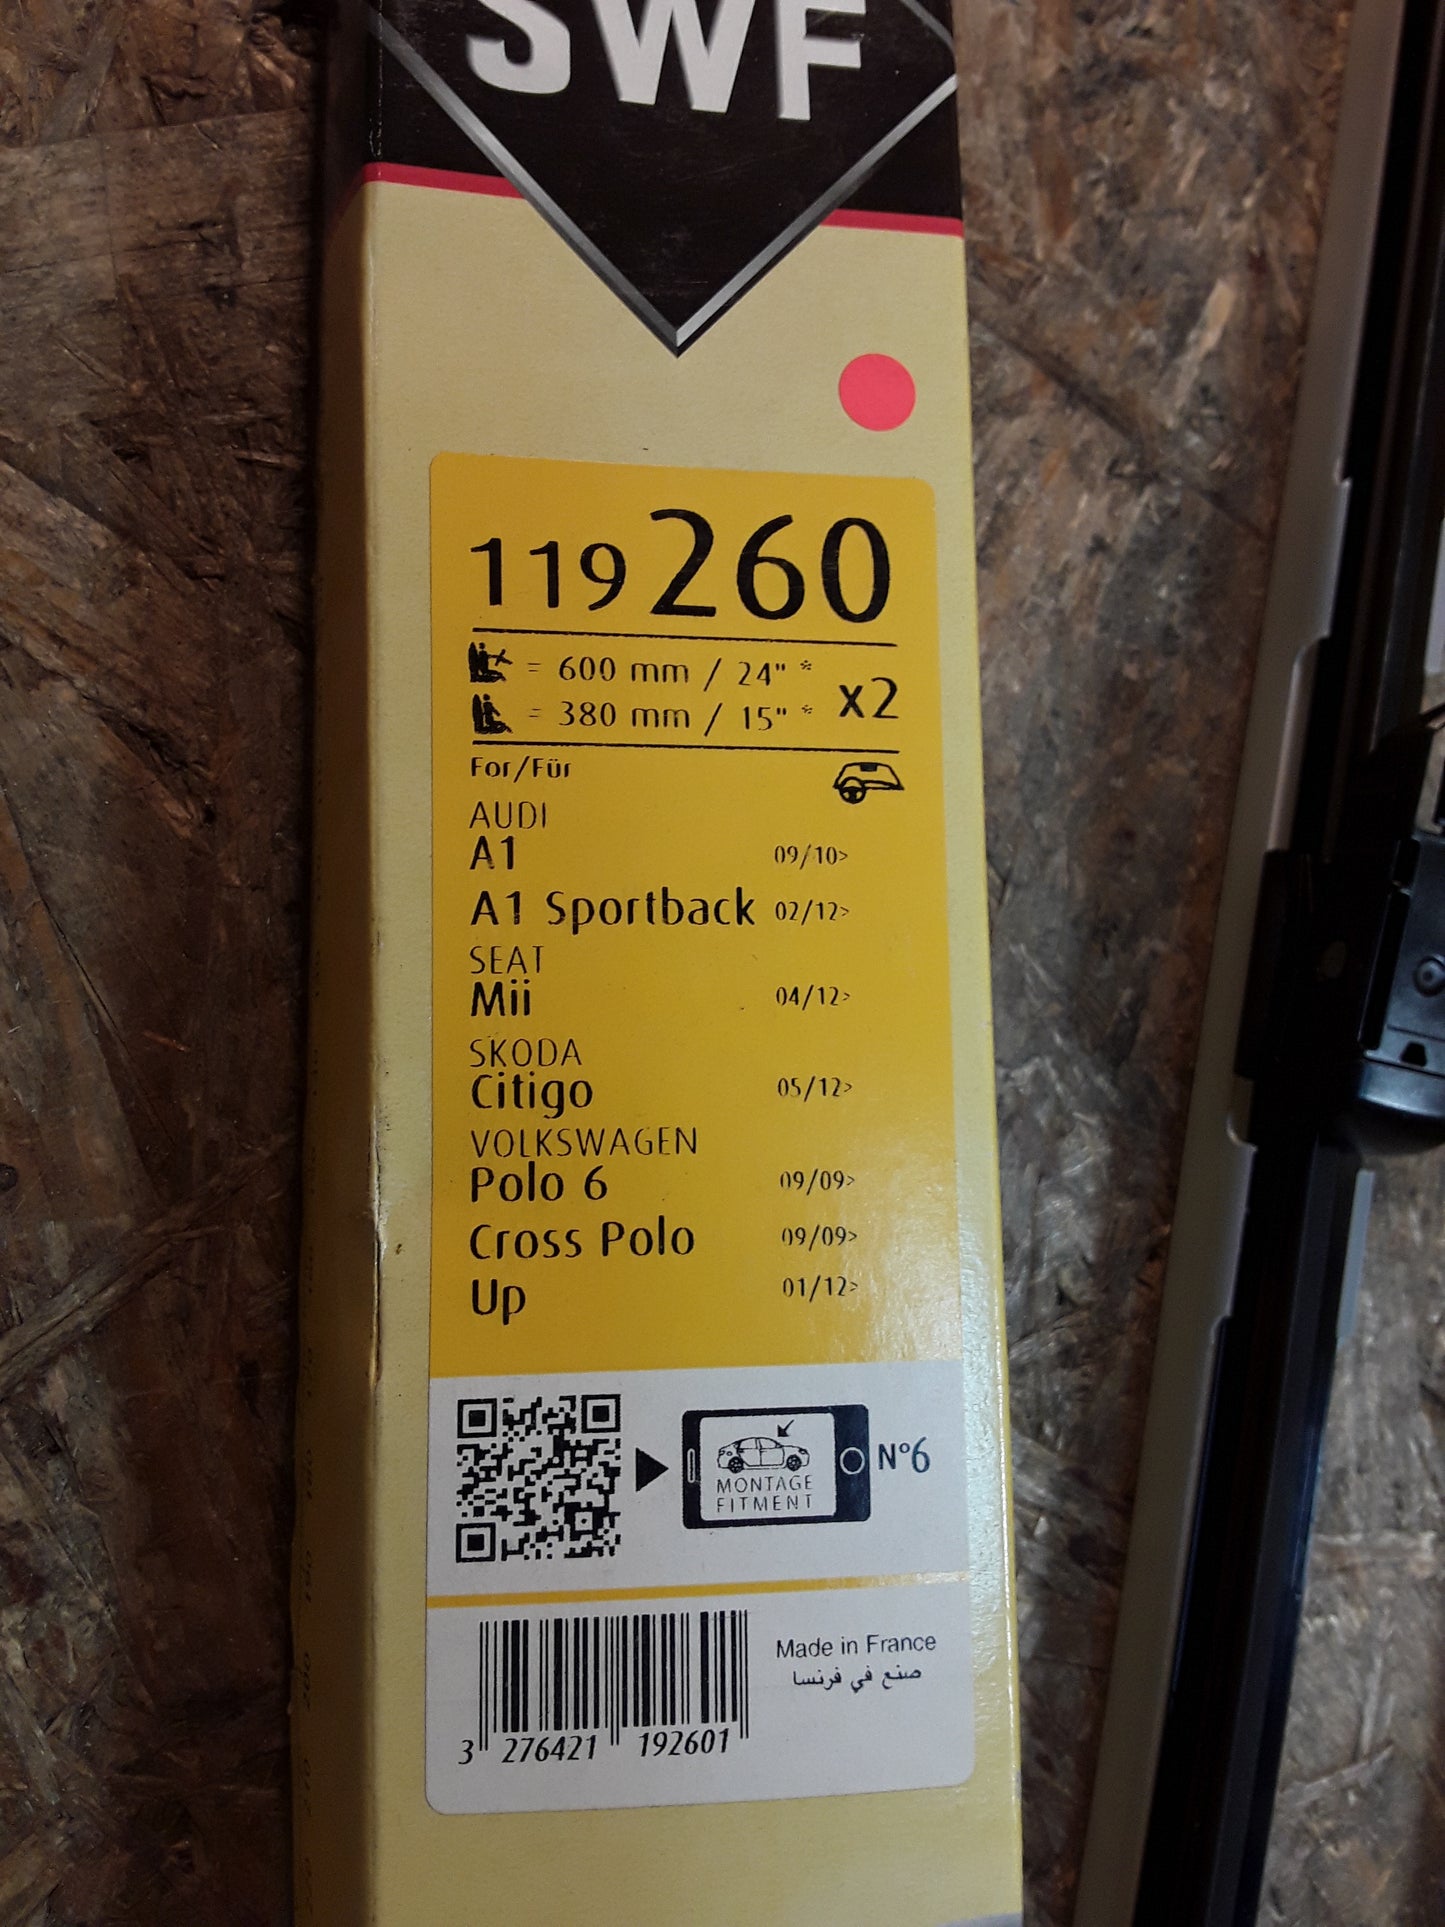 SWF
119 260
= 600 mm / 24" *
= 380 mm / 15" *
x2
For/Für
AUDI
A1 09/10>
A1 Sportback 02/12>
SEAT
Mii 04/12>
SKODA
Citigo 05/12>
VOLKSWAGEN
Polo 6 09/09>
Cross Polo 09/09>
Up 01/12>
MONTAGE
FITMENT
N°6
Made in France
صنع في فرنسا
3 276421 192601